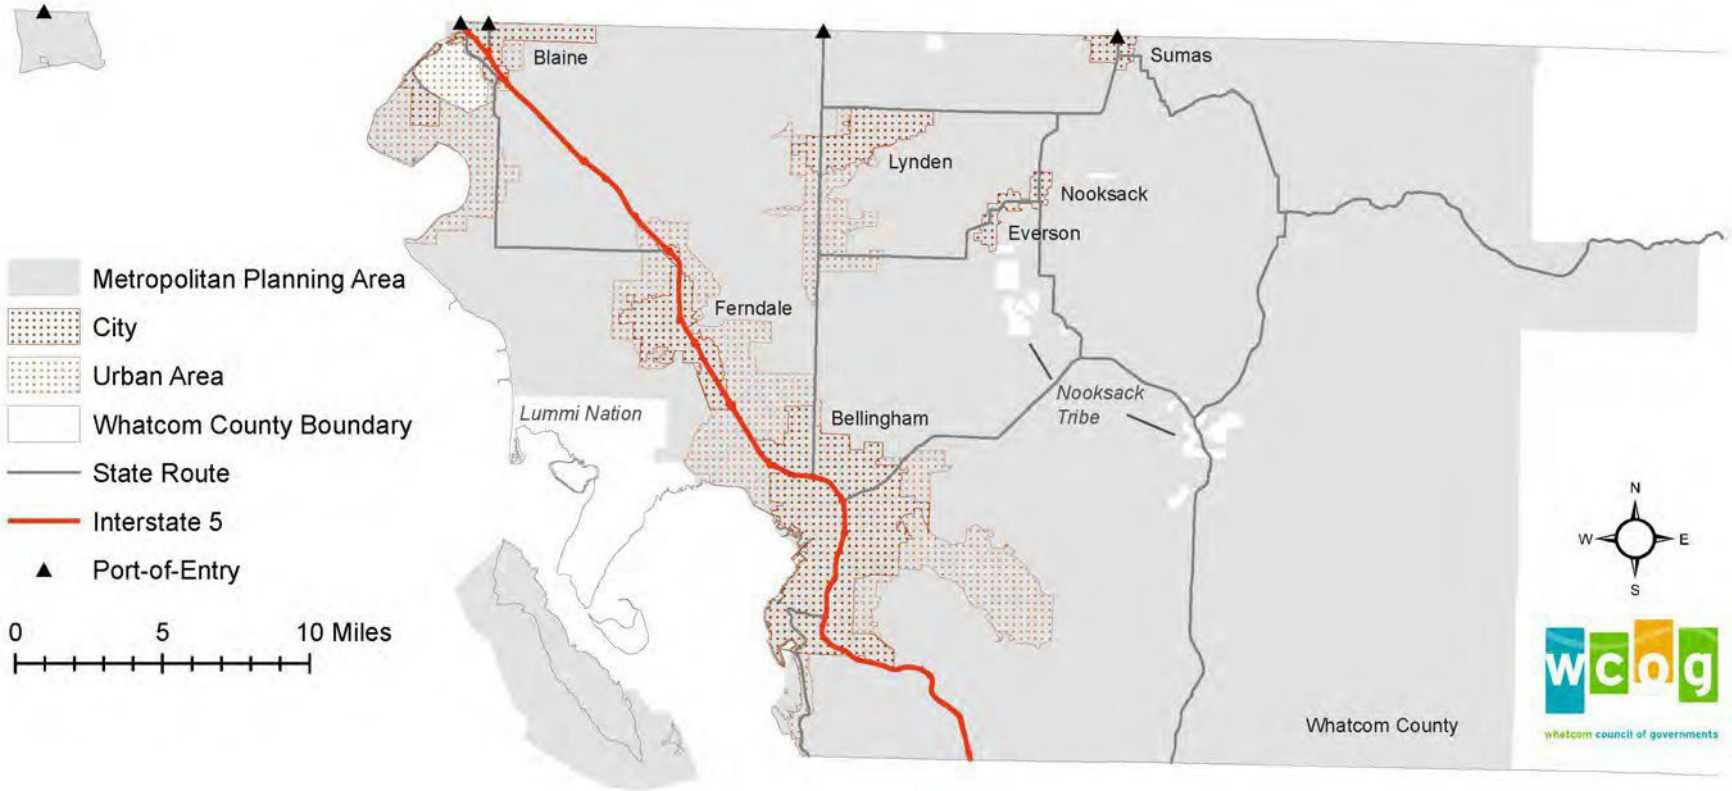 Blaine
Sumas
Lynden
Nooksack
Everson
Metropolitan Planning Area
City
Urban Area
Whatcom County Boundary
State Route
Interstate 5
Port-of-Entry
0 5 10 Miles
Ferndale
Lummi Nation
Bellingham
Nooksack
Tribe
N
W E
S
Whatcom County
wcog
whatcom council of governments